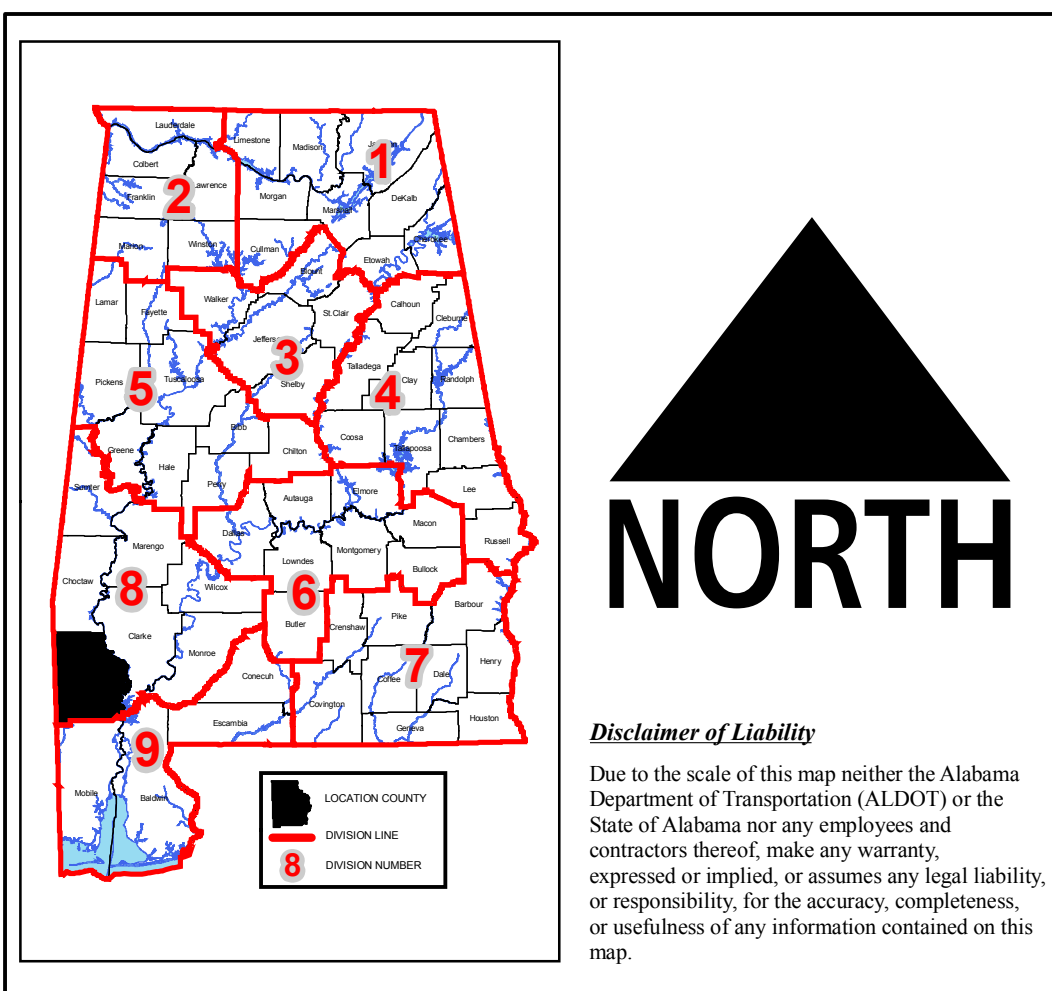 Lauderdale
Limestone
Madison
Jackson
1
Colbert
Franklin
Lawrence
2
Morgan
Marshall
DeKalb
Marion
Winston
Cullman
Cherokee
Etowah
Blount
Lamar
Fayette
Walker
St.Clair
Calhoun
Cleburne
Jefferson
3
Talladega
Pickens
5
Tuscaloosa
Shelby
4
Clay
Randolph
Greene
Hale
Bibb
Chilton
Coosa
Tallapoosa
Chambers
Sumter
Perry
Autauga
Elmore
Lee
Macon
Marengo
Dallas
Lowndes
Montgomery
Russell
Bullock
Choctaw
8
Wilcox
6
Butler
Crenshaw
Pike
Barbour
Clarke
Monroe
Conecuh
7
Coffee
Dale
Henry
Covington
Escambia
Geneva
Houston
9
Mobile
Baldwin
LOCATION COUNTY
DIVISION LINE
8 DIVISION NUMBER
NORTH
Disclaimer of Liability
Due to the scale of this map neither the Alabama
Department of Transportation (ALDOT) or the
State of Alabama nor any employees and
contractors thereof, make any warranty,
expressed or implied, or assumes any legal liability,
or responsibility, for the accuracy, completeness,
or usefulness of any information contained on this
map.